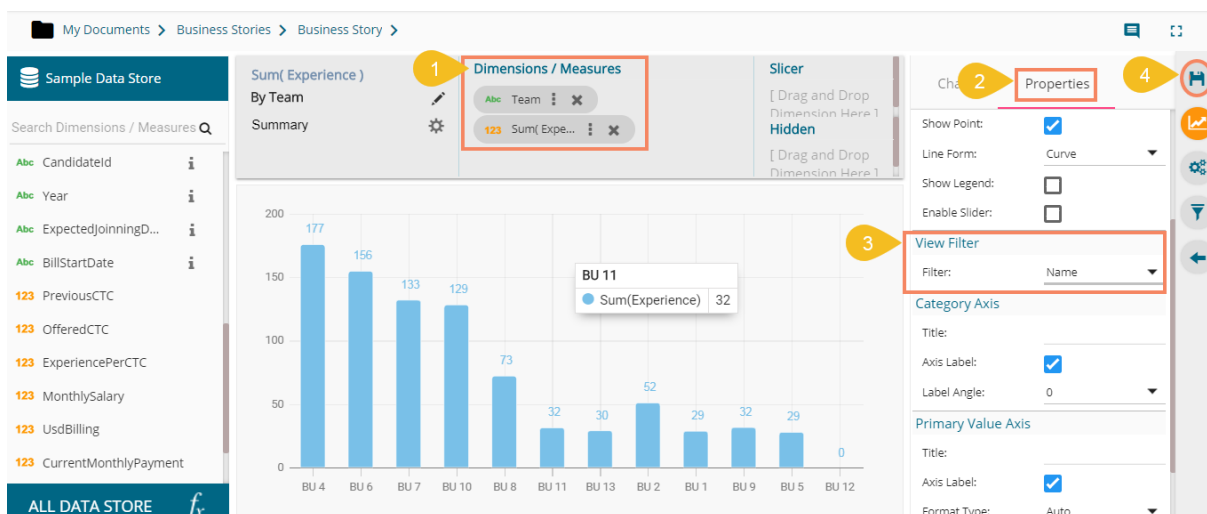 My Documents > Business Stories > Business Story >
Sample Data Store
Search Dimensions / Measures
Abc CandidateId i
Abc Year i
Abc ExpectedJoinningD... i
Abc BillStartDate i
123 PreviousCTC
123 OfferedCTC
123 ExperiencePerCTC
123 MonthlySalary
123 UsdBilling
123 CurrentMonthlyPayment
ALL DATA STORE fx
Sum( Experience )
By Team
Summary
1
Dimensions / Measures
Abc Team
123 Sum( Expe...
Slicer
[ Drag and Drop
Dimension Here ]
Hidden
[ Drag and Drop
Dimension Here ]
200
150
100
50
0
177
156
133
129
73
32
30
52
29
32
29
0
BU 11
Sum(Experience) 32
BU 4 BU 6 BU 7 BU 10 BU 8 BU 11 BU 13 BU 2 BU 1 BU 9 BU 5 BU 12
2
Properties
4
Show Point:
Line Form: Curve
Show Legend:
Enable Slider:
3
View Filter
Filter: Name
Category Axis
Title:
Axis Label:
Label Angle: 0
Primary Value Axis
Title:
Axis Label:
Format Type: Auto